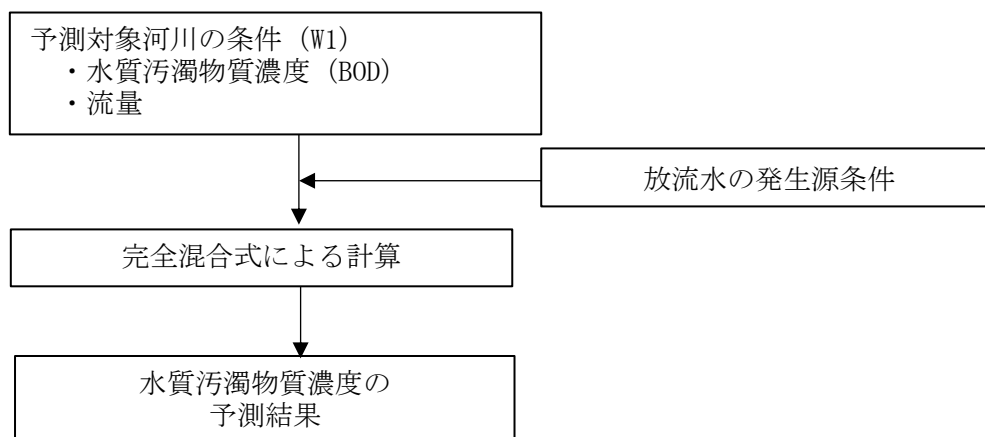 予測対象河川の条件 (W1)
・水質汚濁物質濃度 (BOD)
・流量
放流水の発生源条件
完全混合式による計算
水質汚濁物質濃度の
予測結果